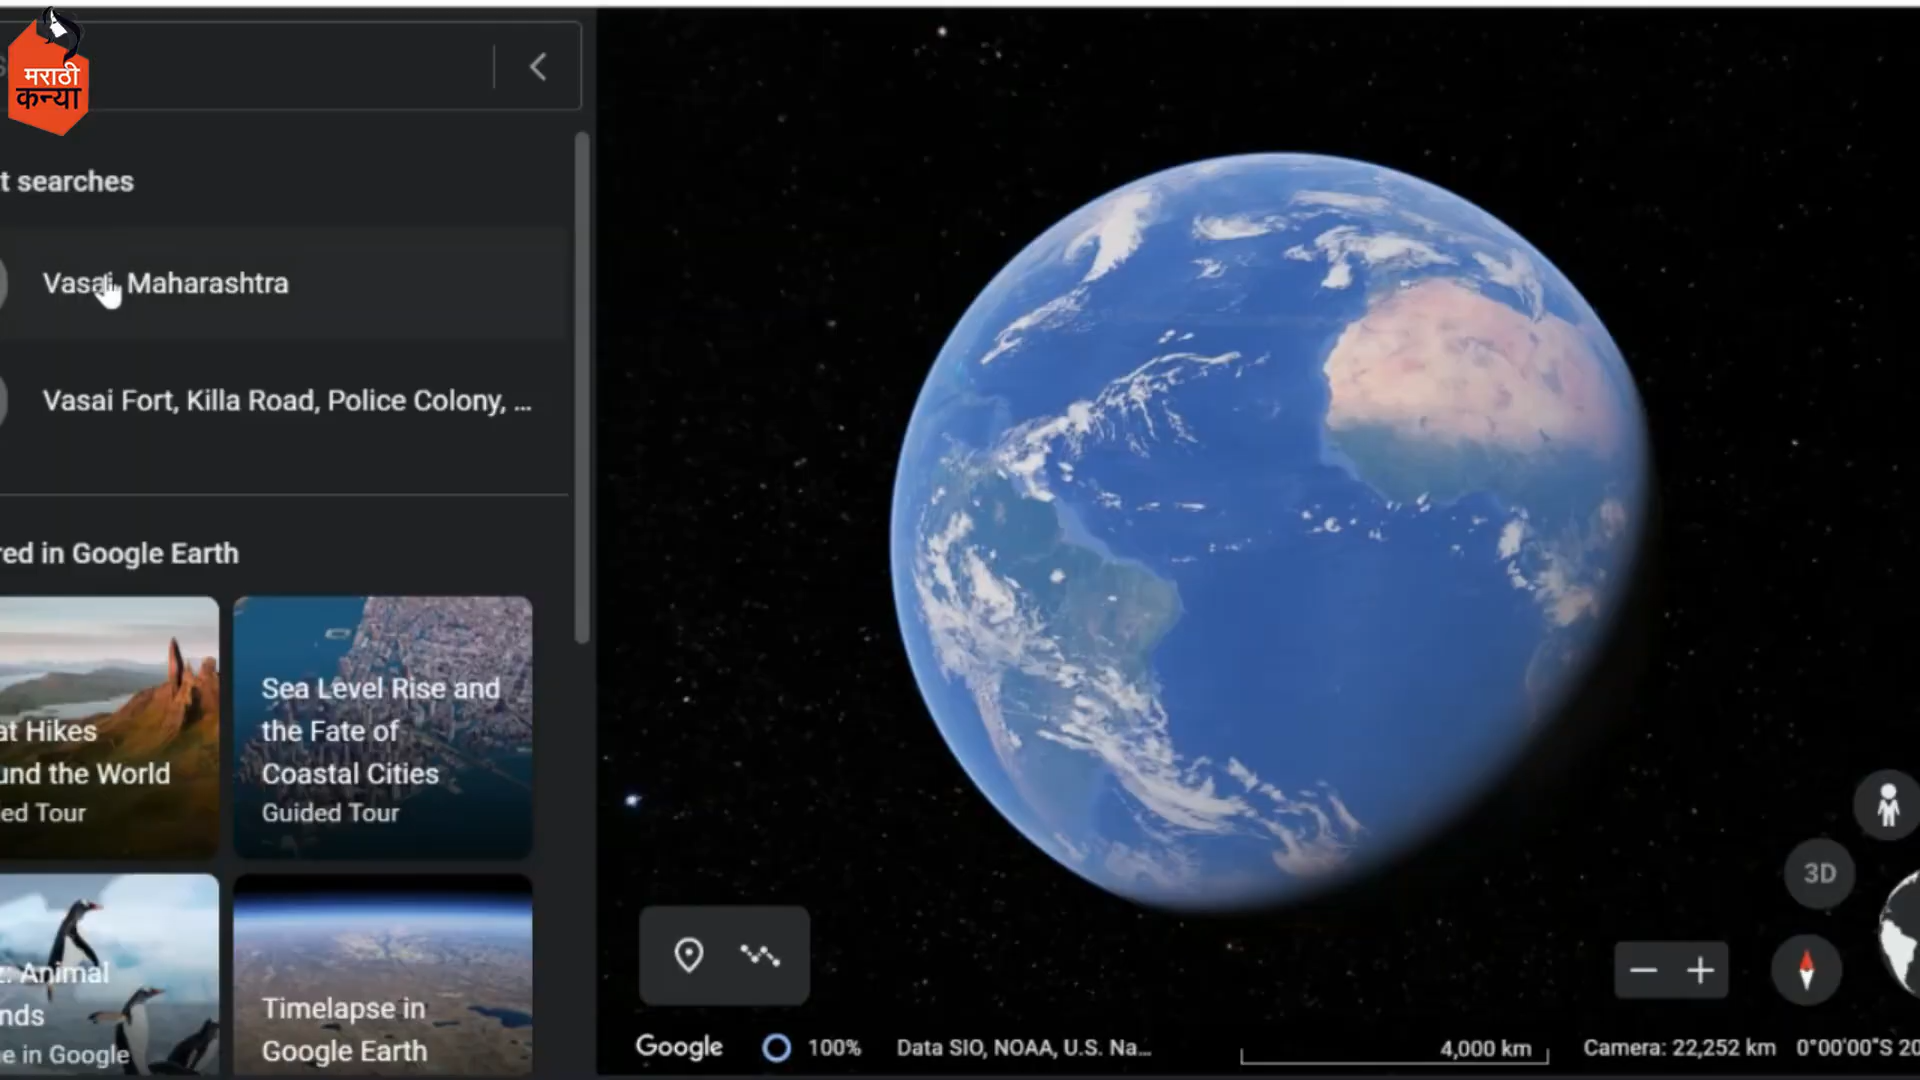 मराठी
कन्या
t searches
Vasai, Maharashtra
Vasai Fort, Killa Road, Police Colony, ...
red in Google Earth
at Hikes
und the World
ed Tour
Sea Level Rise and
the Fate of
Coastal Cities
Guided Tour
: Animal
nds
e in Google
Timelapse in
Google Earth
3D
Google
100%
Data SIO, NOAA, U.S. Na...
4,000 km
Camera: 22,252 km
0°00'00"S 20